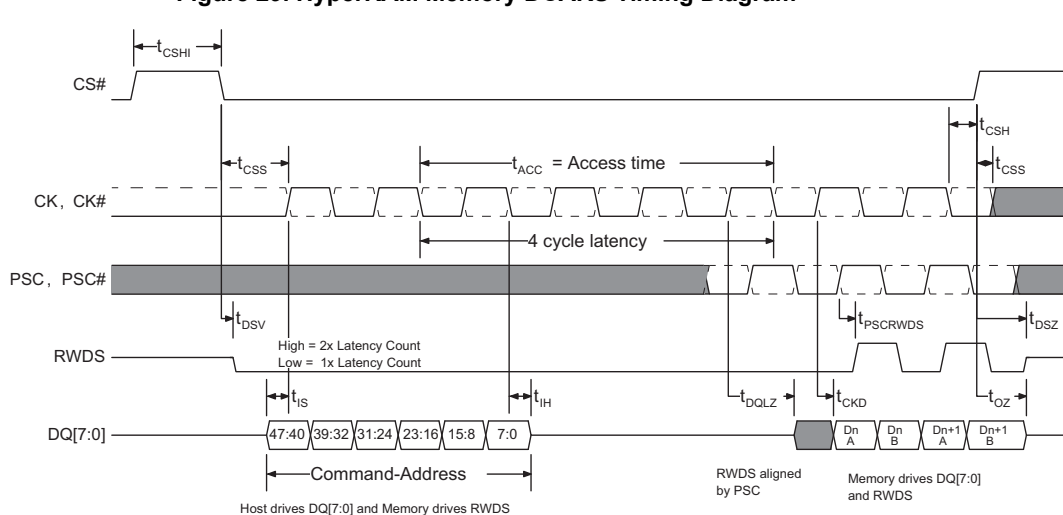 Figure HyperRAM Memory DCARS Timing Diagram
tCSHI
CS#
tCSH
tCSS
tACC = Access time
tCSS
CK, CK#
4 cycle latency
PSC, PSC#
tDSV
tPSCRWDS
tDSZ
High = 2x Latency Count
Low = 1x Latency Count
RWDS
tIS
tIH
tDQLZ
tCKD
tOZ
DQ[7:0]
47:40 39:32 31:24 23:16 15:8 7:0
Dn A
Dn B
Dn+1 A
Dn+1 B
Command-Address
RWDS aligned
by PSC
Memory drives DQ[7:0]
and RWDS
Host drives DQ[7:0] and Memory drives RWDS